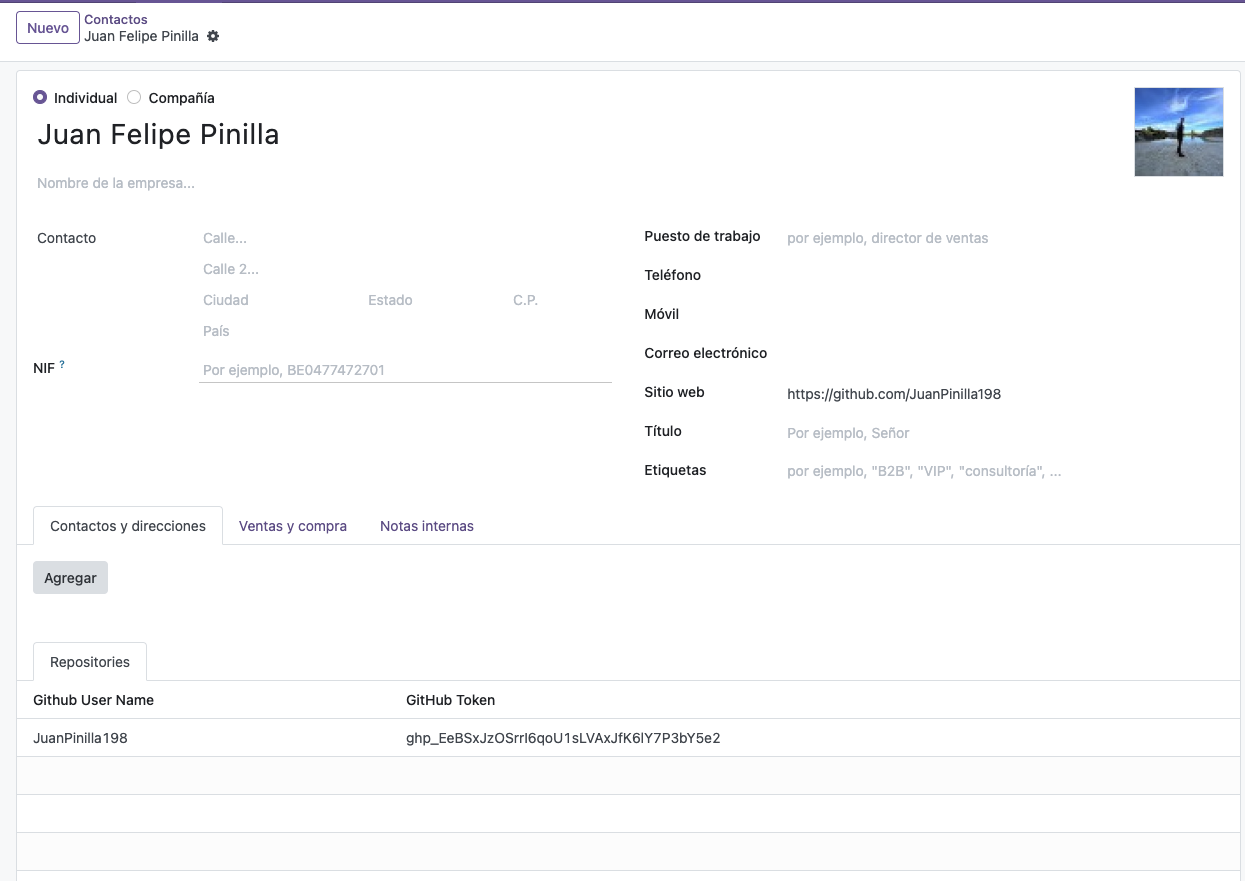 Nuevo
Contactos
Juan Felipe Pinilla
Individual Compañía
Juan Felipe Pinilla
Nombre de la empresa...
Contacto
Calle...
Calle 2...
Ciudad Estado C.P.
País
NIF ?
Por ejemplo, BE0477472701
Puesto de trabajo por ejemplo, director de ventas
Teléfono
Móvil
Correo electrónico
Sitio web https://github.com/JuanPinilla198
Título Por ejemplo, Señor
Etiquetas por ejemplo, "B2B", "VIP", "consultoría", ...
Contactos y direcciones Ventas y compra Notas internas
Agregar
Repositories
Github User Name GitHub Token
JuanPinilla198